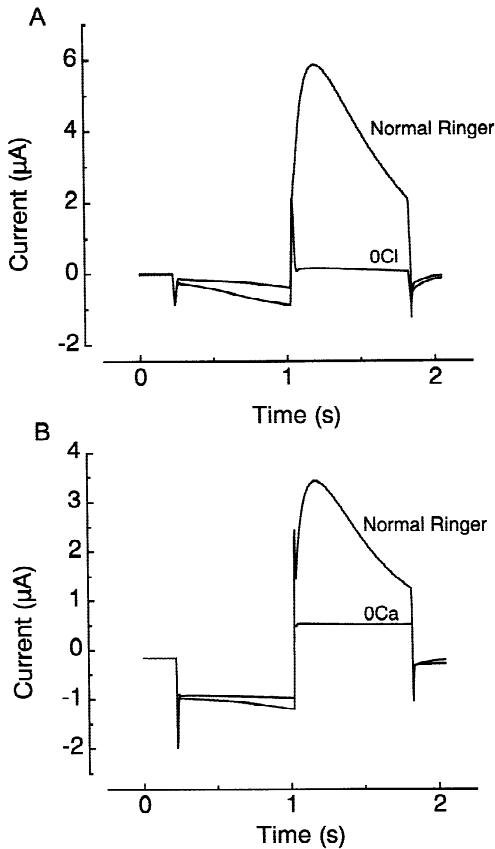 A
6
4
2
0
-2
Current (µA)
Normal Ringer
0Cl
0 1 2
Time (s)
B
4
3
2
1
0
-1
-2
Current (µA)
Normal Ringer
0Ca
0 1 2
Time (s)